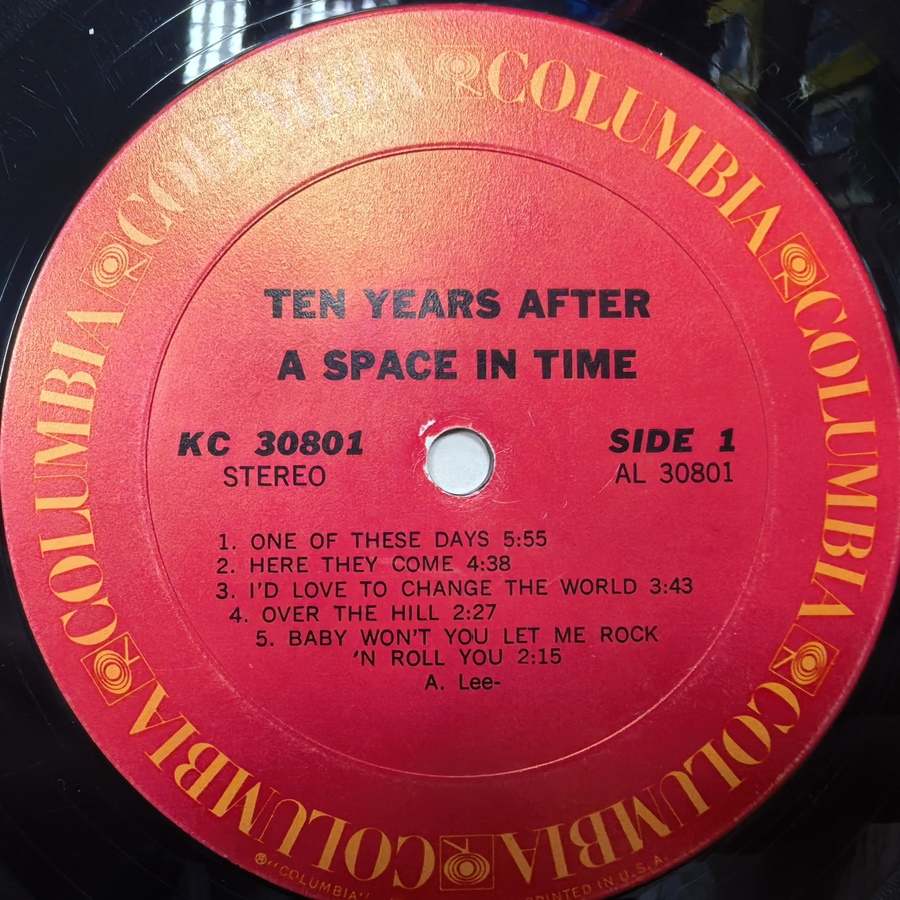 COLUMBIA
COLUMBIA
COLUMBIA
COLUMBIA
COLUMBIA
COLUMBIA
COLUMBIA
COLUMBIA
TEN YEARS AFTER
A SPACE IN TIME
KC 30801
STEREO
SIDE 1
AL 30801
1. ONE OF THESE DAYS 5:55
2. HERE THEY COME 4:38
3. I'D LOVE TO CHANGE THE WORLD 3:43
4. OVER THE HILL 2:27
5. BABY WON'T YOU LET ME ROCK
'N ROLL YOU 2:15
A. Lee-
®"COLUMBIA"
PRINTED IN U.S.A.